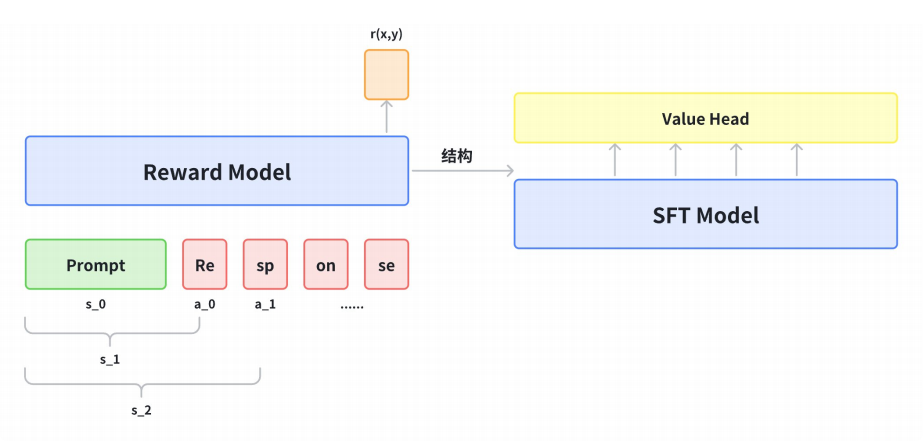 r(x,y)
Reward Model
结构
Value Head
SFT Model
Prompt
Re
sp
on
se
s_0
a_0
a_1
......
s_1
s_2